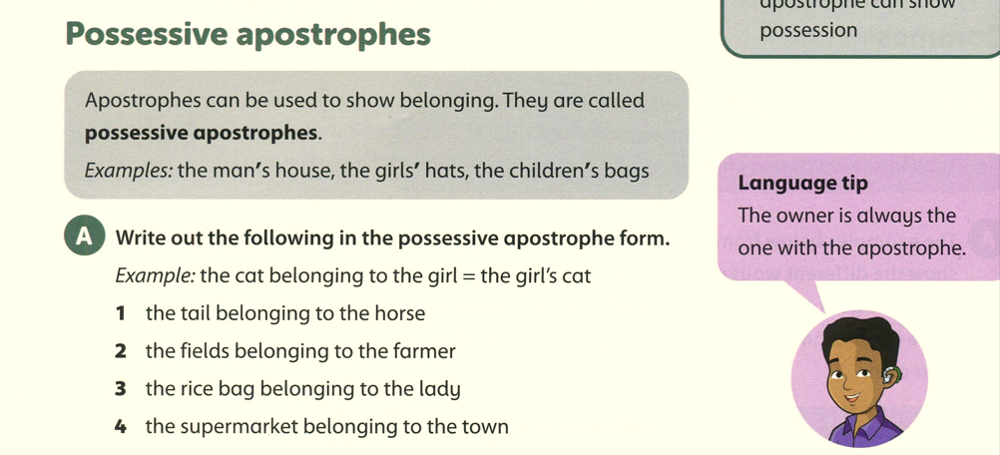 Possessive apostrophes
Apostrophes can be used to show belonging. They are called
possessive apostrophes.
Examples: the man's house, the girls' hats, the children's bags
A Write out the following in the possessive apostrophe form.
Example: the cat belonging to the girl = the girl's cat
1 the tail belonging to the horse
2 the fields belonging to the farmer
3 the rice bag belonging to the lady
4 the supermarket belonging to the town
apostrophe can show
possession
Language tip
The owner is always the
one with the apostrophe.